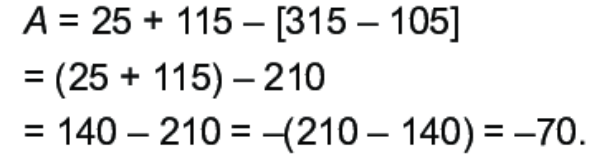 A = 25 + 115 – [315 – 105]
= (25 + 115) – 210
= 140 – 210 = –(210 – 140) = –70.